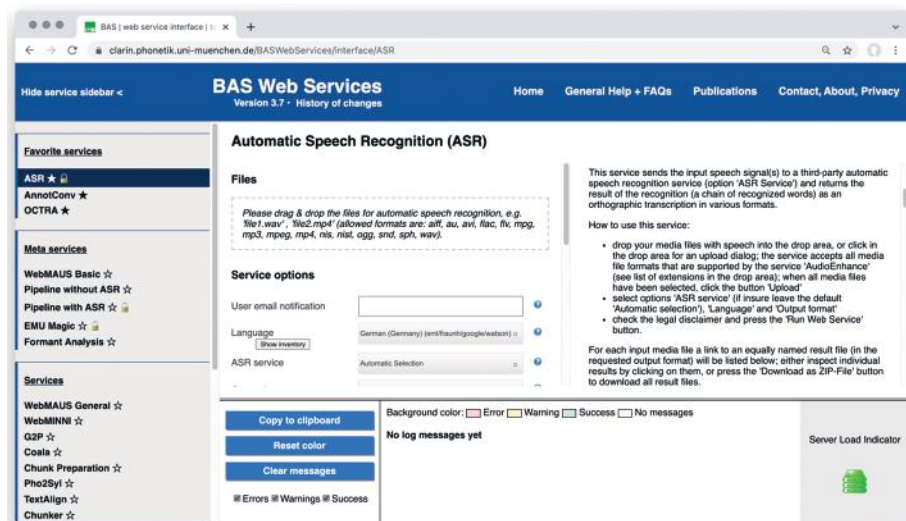 BAS | web service interface |
clarin.phonetik.uni-muenchen.de/BASWebServices/interface/ASR
Hide service sidebar <
BAS Web Services
Version 3.7 · History of changes
Home
General Help + FAQs
Publications
Contact, About, Privacy
Favorite services
ASR ★
AnnotConv ★
OCTRA ★
Meta services
WebMAUS Basic ☆
Pipeline without ASR ☆
Pipeline with ASR ☆
EMU Magic ☆
Formant Analysis ☆
Services
WebMAUS General ☆
WebMINNI ☆
G2P ☆
Coala ☆
Chunk Preparation ☆
Pho2Syl ☆
TextAlign ☆
Chunker ☆
Automatic Speech Recognition (ASR)
Files
Please drag & drop the files for automatic speech recognition, e.g.
'file1.wav' , 'file2.mp4' (allowed formats are: aiff, au, avi, flac, flv, mpg,
mp3, mpeg, mp4, nis, nist, ogg, snd, sph, wav).
Service options
User email notification
Language
Show inventory
German (Germany) (eml/fraunh/google/watson)
ASR service
Automatic Selection
This service sends the input speech signal(s) to a third-party automatic
speech recognition service (option 'ASR Service') and returns the
result of the recognition (a chain of recognized words) as an
orthographic transcription in various formats.
How to use this service:
• drop your media files with speech into the drop area, or click in
the drop area for an upload dialog; the service accepts all media
file formats that are supported by the service 'AudioEnhance'
(see list of extensions in the drop area); when all media files
have been selected, click the button 'Upload'
• select options 'ASR service' (if insure leave the default
'Automatic selection'), 'Language' and 'Output format'
• check the legal disclaimer and press the 'Run Web Service'
button.
For each input media file a link to an equally named result file (in the
requested output format) will be listed below; either inspect individual
results by clicking on them, or press the 'Download as ZIP-File' button
to download all result files.
Copy to clipboard
Reset color
Clear messages
Errors Warnings Success
Background color: Error Warning Success No messages
No log messages yet
Server Load Indicator